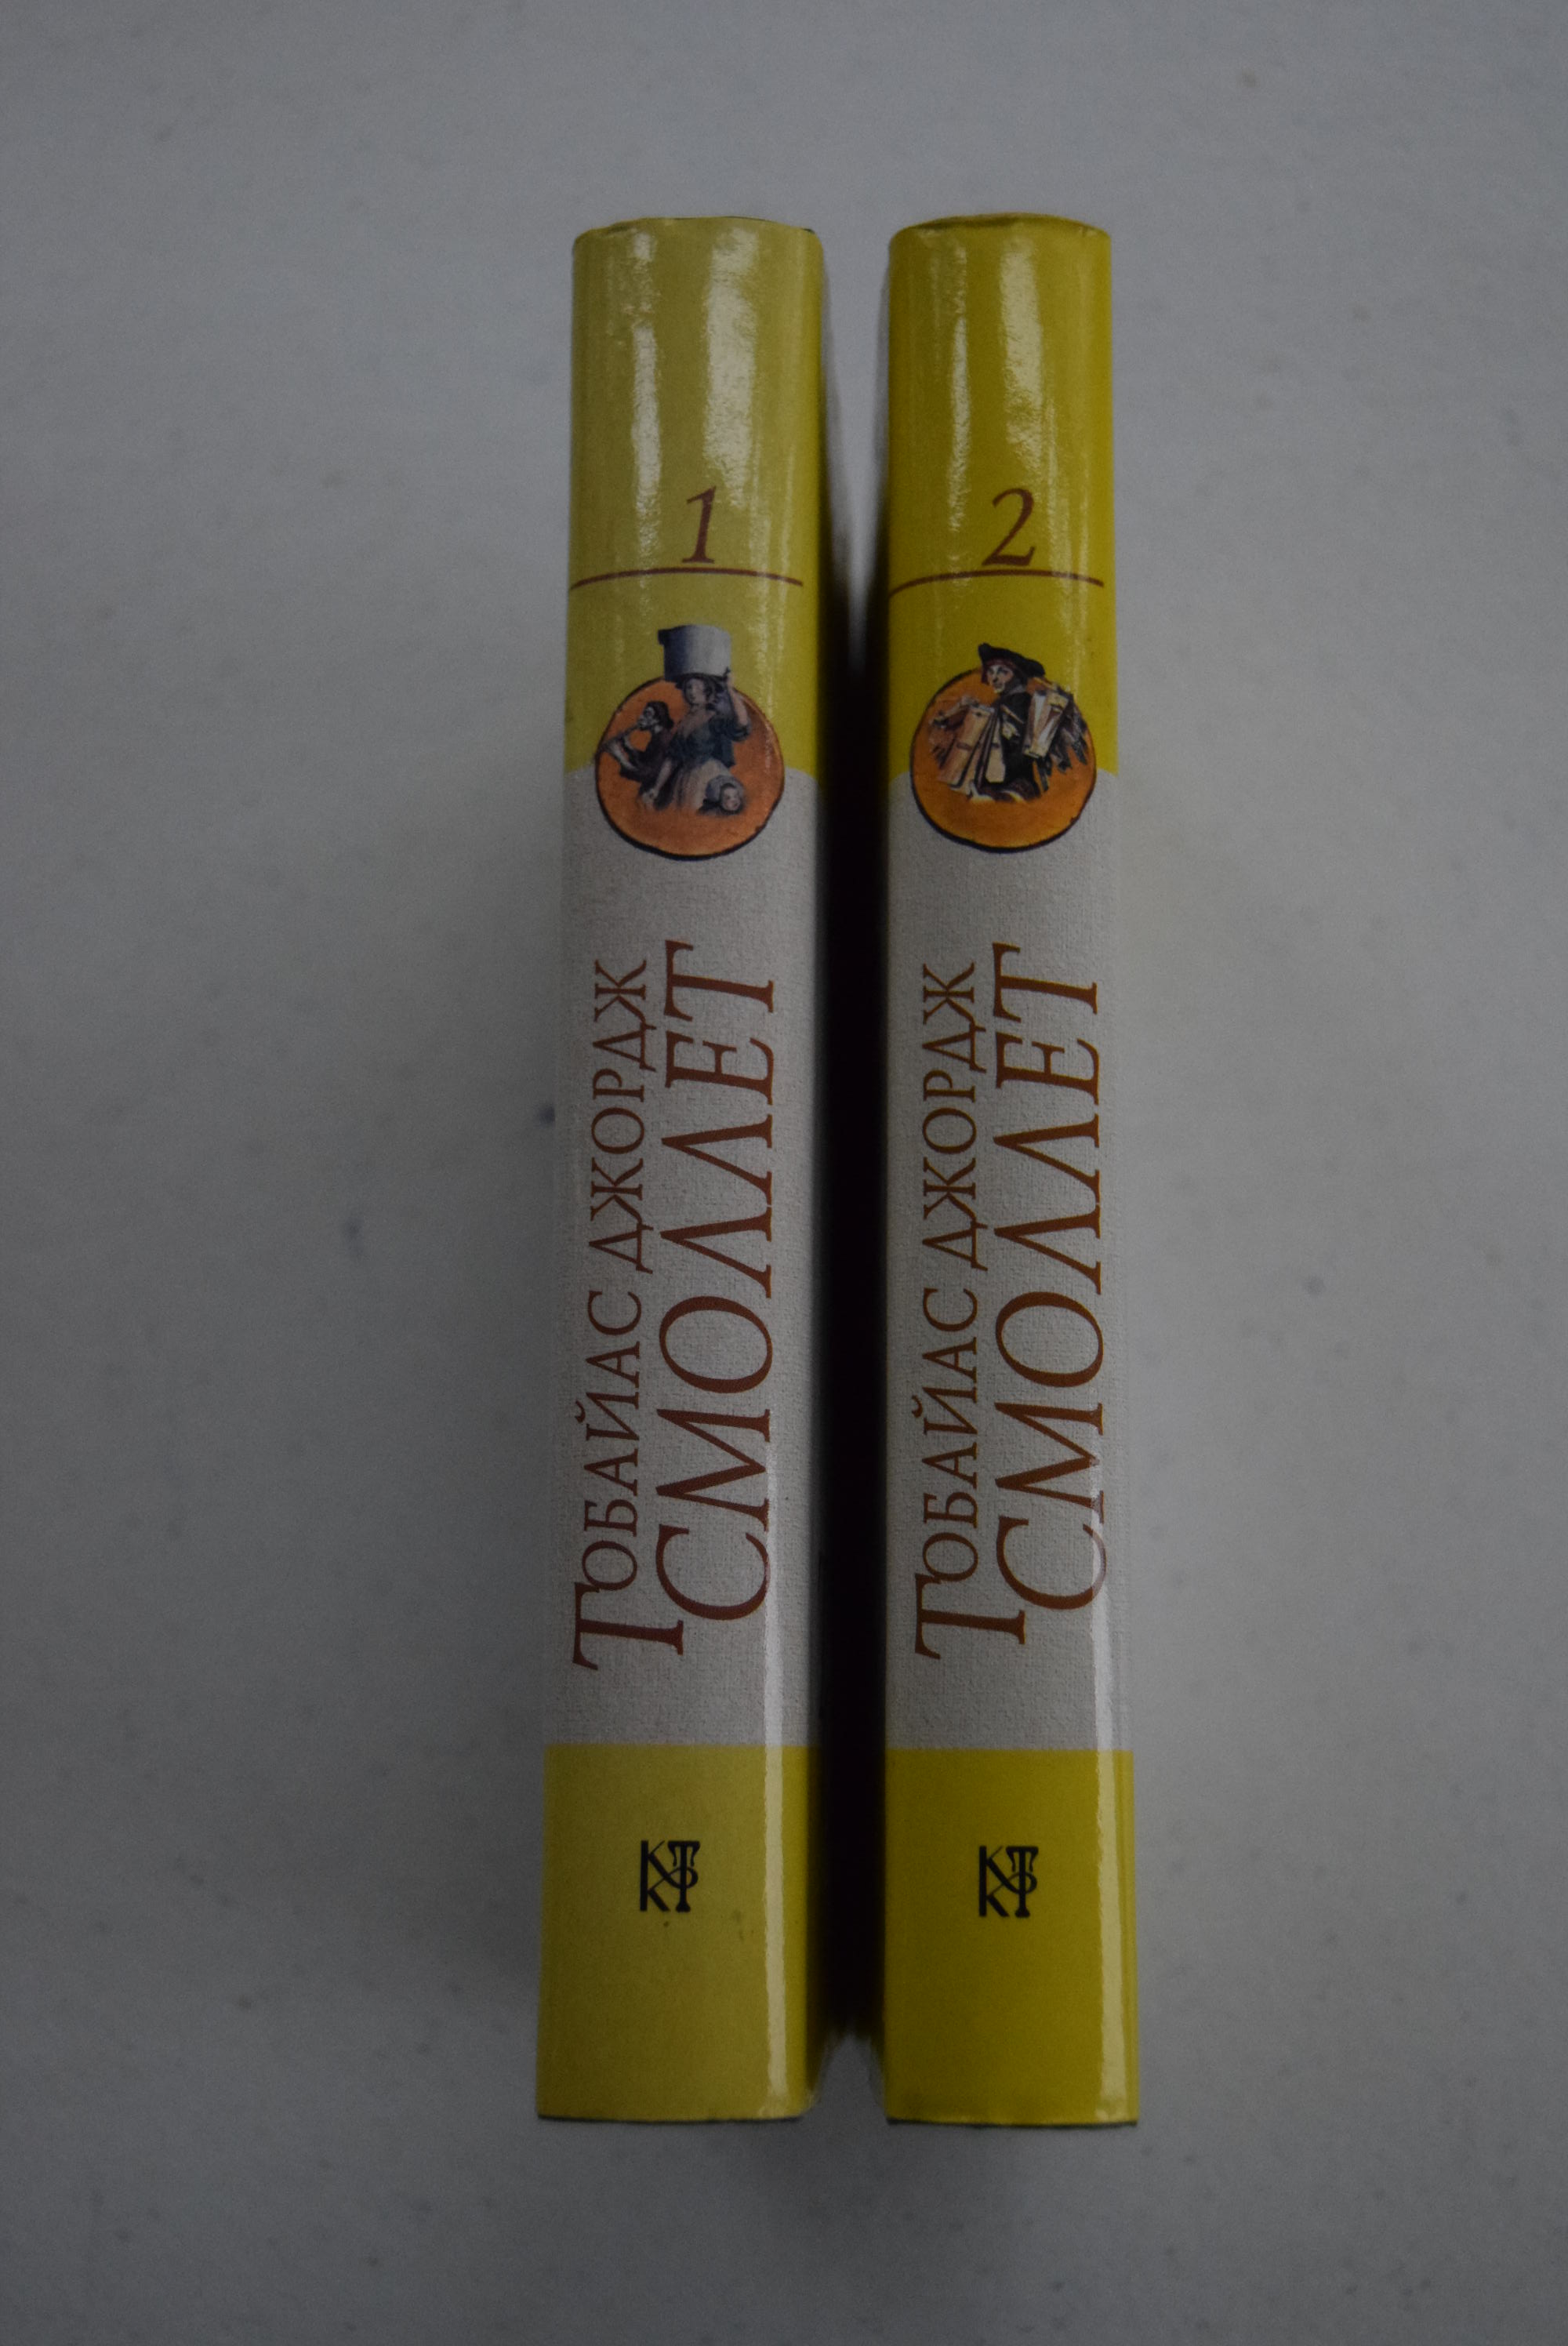 1
Тобайас Джордж
Смоллет
2
Тобайас Джордж
Смоллет